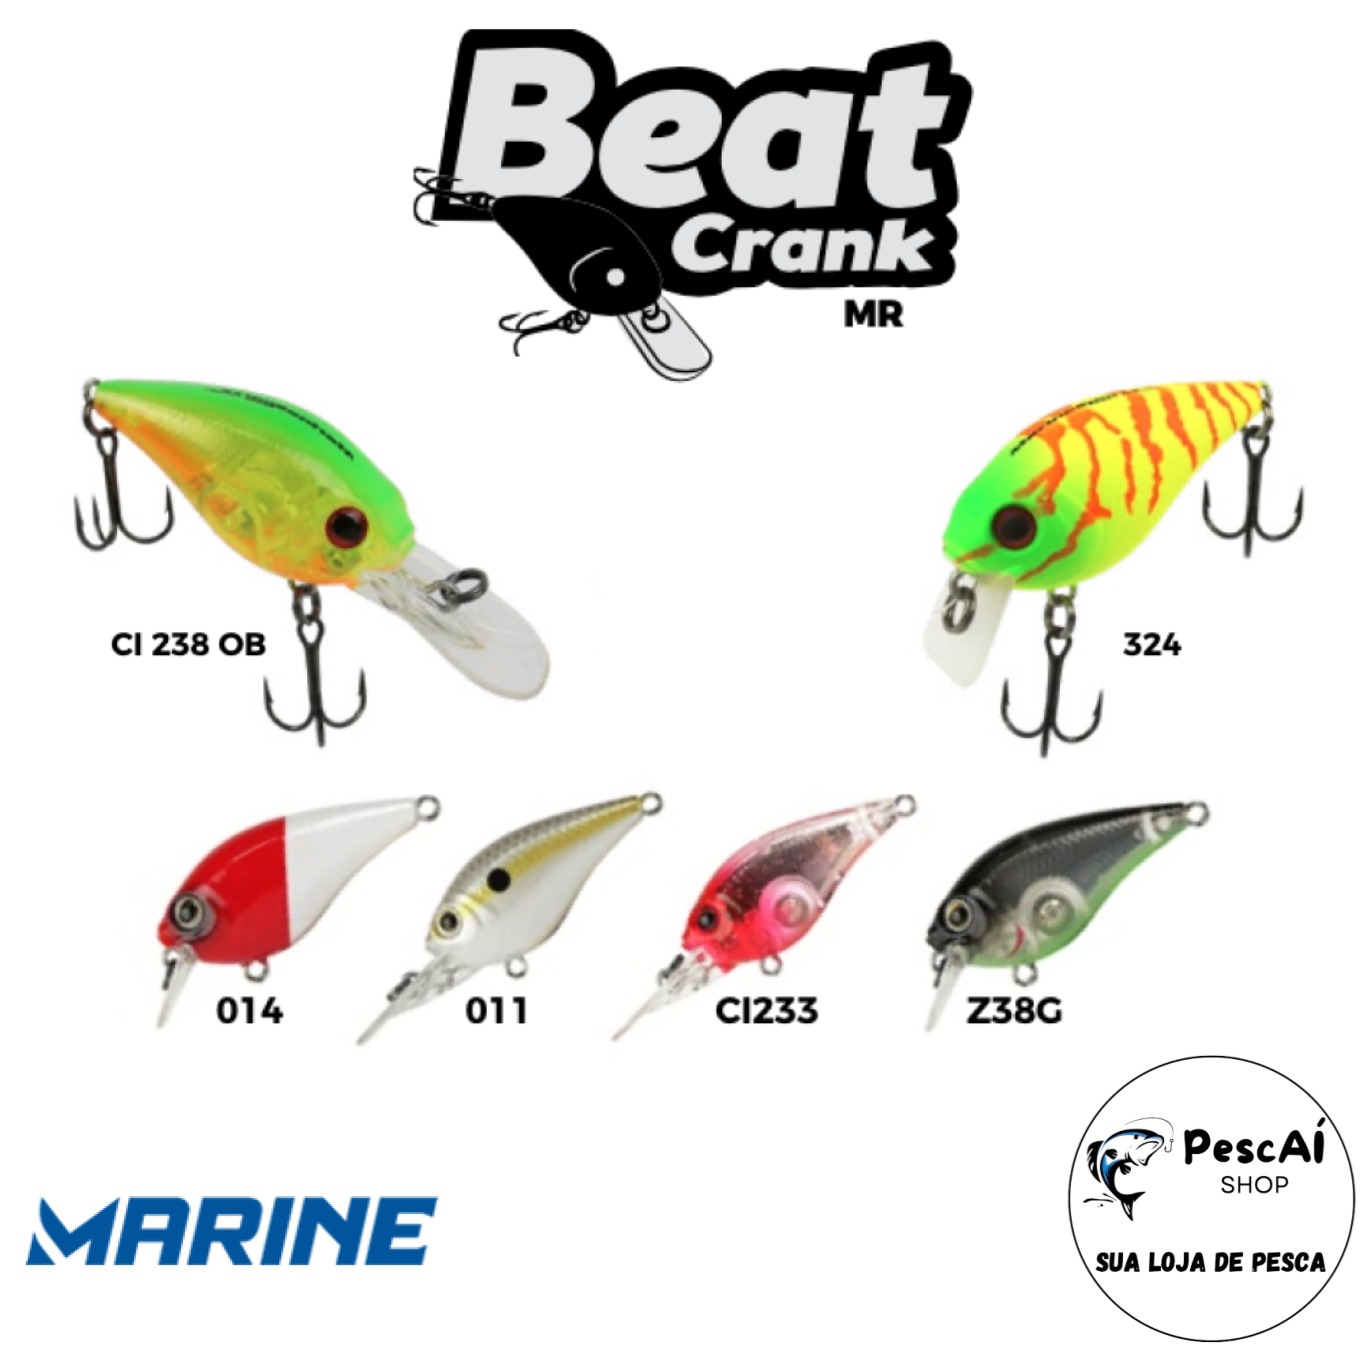 Beat
Crank
MR
CI 238 OB
324
014
011
CI233
Z38G
MARINE
PescAÍ
SHOP
SUA LOJA DE PESCA